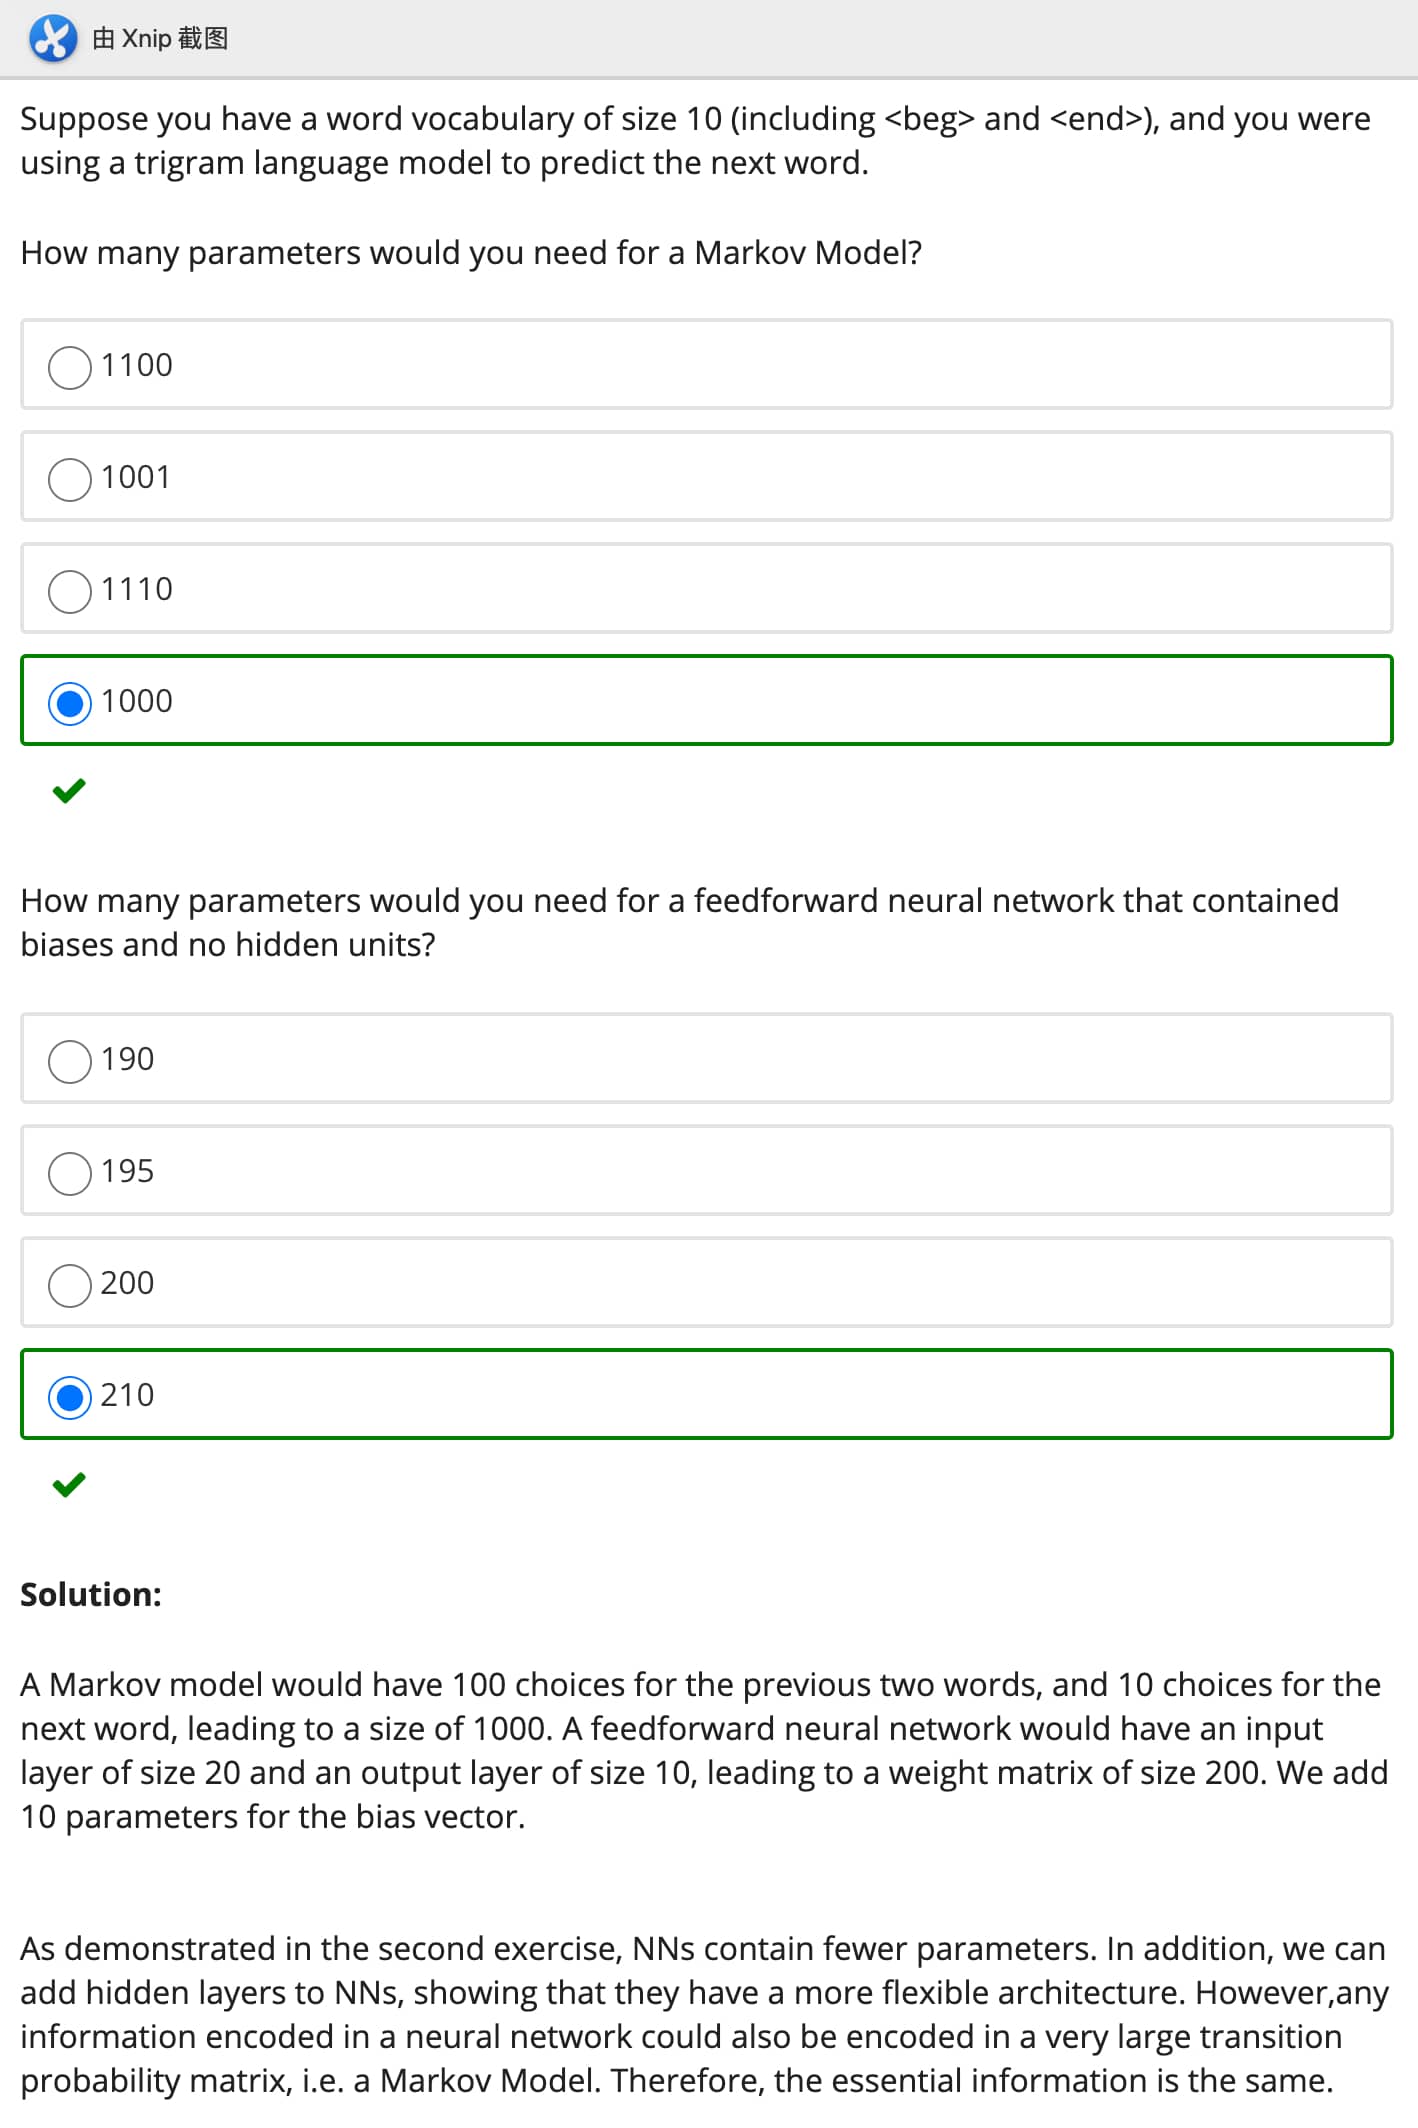 由 Xnip 截图
Suppose you have a word vocabulary of size 10 (including <beg> and <end>), and you were
using a trigram language model to predict the next word.
How many parameters would you need for a Markov Model?
1100
1001
1110
1000
How many parameters would you need for a feedforward neural network that contained
biases and no hidden units?
190
195
200
210
Solution:
A Markov model would have 100 choices for the previous two words, and 10 choices for the
next word, leading to a size of 1000. A feedforward neural network would have an input
layer of size 20 and an output layer of size 10, leading to a weight matrix of size 200. We add
10 parameters for the bias vector.
As demonstrated in the second exercise, NNs contain fewer parameters. In addition, we can
add hidden layers to NNs, showing that they have a more flexible architecture. However,any
information encoded in a neural network could also be encoded in a very large transition
probability matrix, i.e. a Markov Model. Therefore, the essential information is the same.